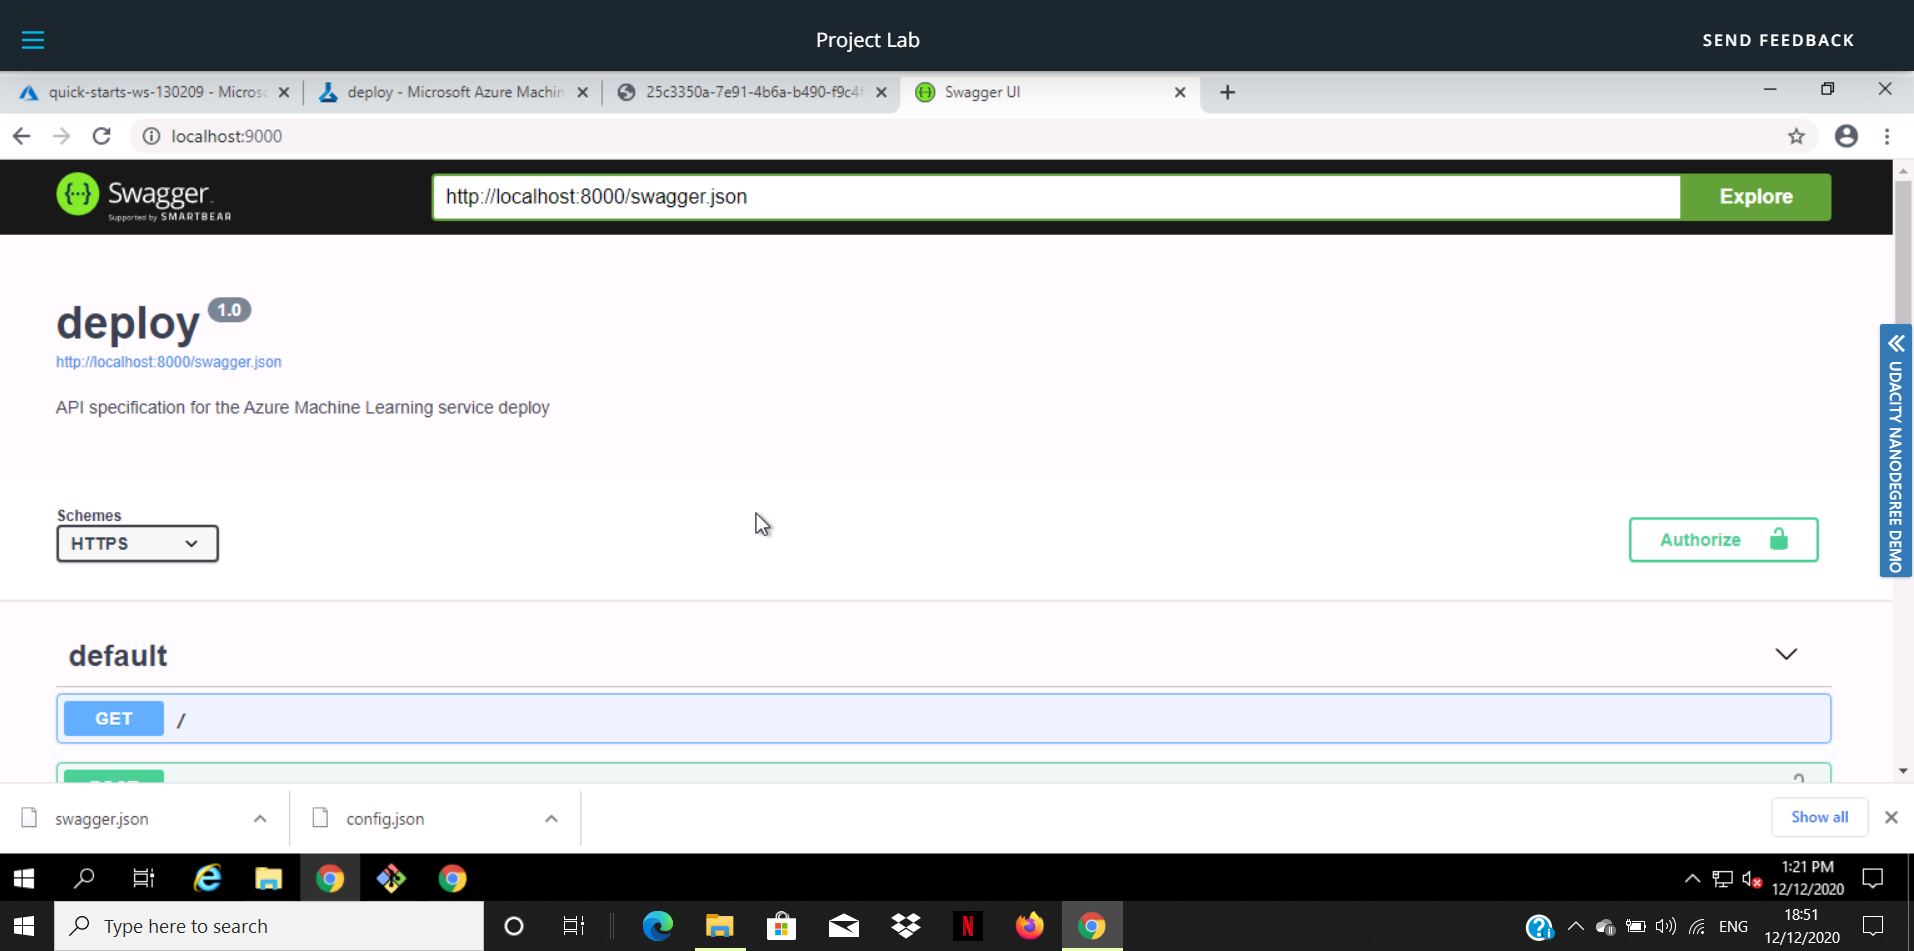 Project Lab
SEND FEEDBACK
quick-starts-ws-130209 - Micros
deploy - Microsoft Azure Machin
25c3350a-7e91-4b6a-b490-f9c4f
Swagger UI
localhost:9000
Swagger
Supported by SMARTBEAR
http://localhost:8000/swagger.json
Explore
deploy 1.0
http://localhost:8000/swagger.json
API specification for the Azure Machine Learning service deploy
UDACITY NANODEGREE DEMO
Schemes
HTTPS
Authorize
default
GET /
swagger.json
config.json
Show all
1:21 PM
12/12/2020
Type here to search
N
ENG
18:51
12/12/2020